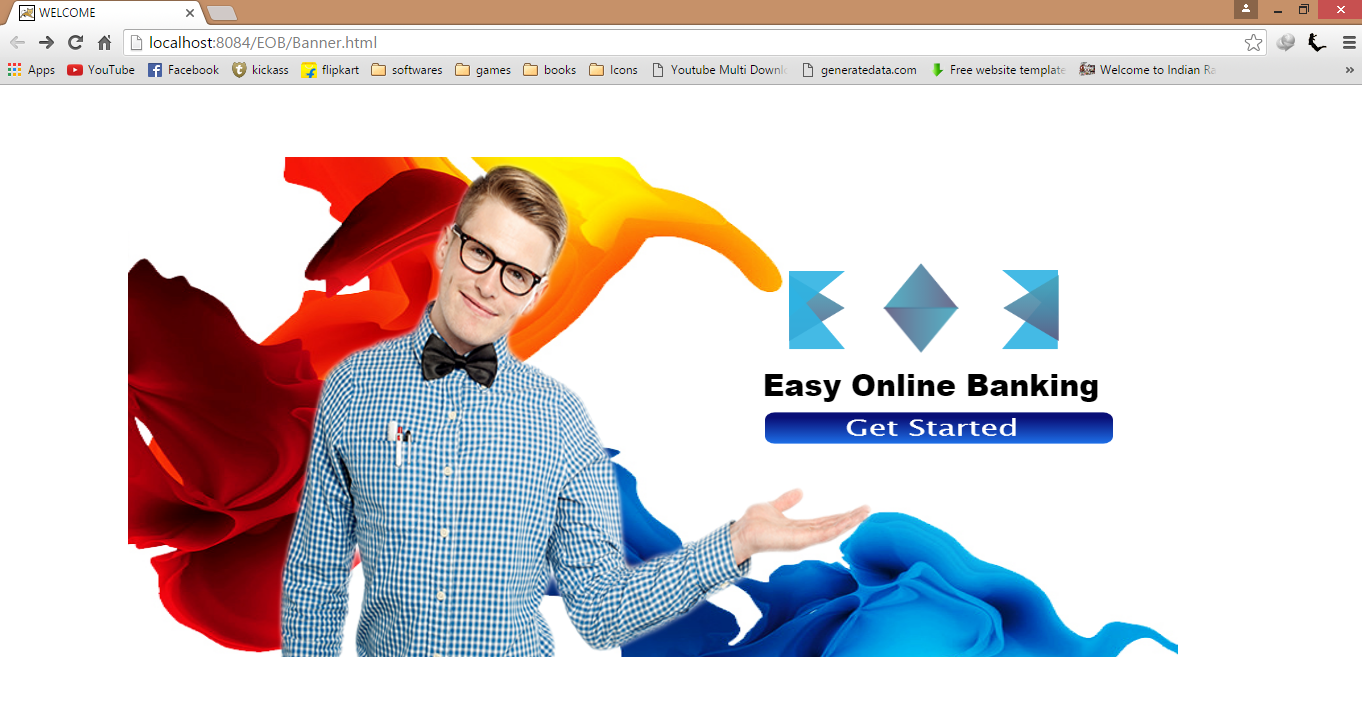 WELCOME
localhost:8084/EOB/Banner.html
Apps YouTube Facebook kickass flipkart softwares games books Icons Youtube Multi Downl generatedata.com Free website template Welcome to Indian Ra
Easy Online Banking
Get Started